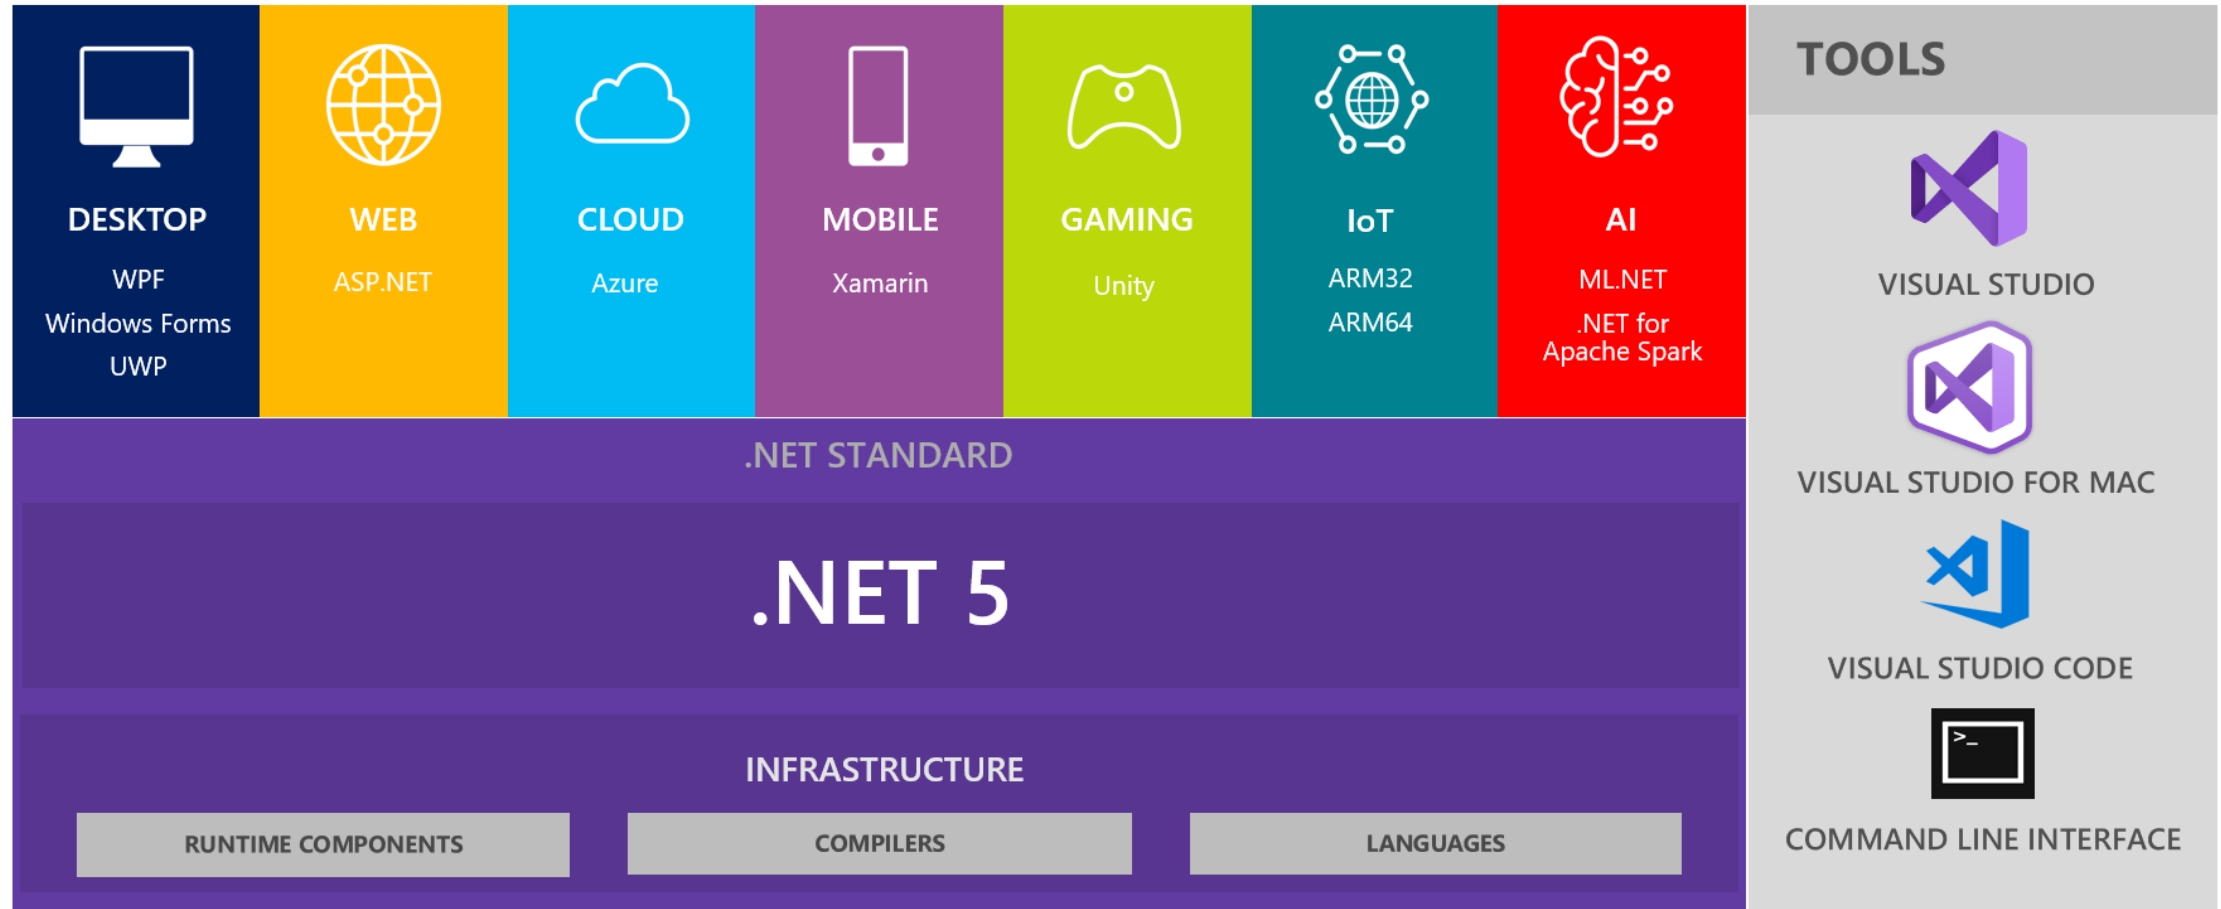 DESKTOP
WPF
Windows Forms
UWP
WEB
ASP.NET
CLOUD
Azure
MOBILE
Xamarin
GAMING
Unity
IoT
ARM32
ARM64
AI
ML.NET
.NET for
Apache Spark
.NET STANDARD
.NET 5
INFRASTRUCTURE
RUNTIME COMPONENTS
COMPILERS
LANGUAGES
TOOLS
VISUAL STUDIO
VISUAL STUDIO FOR MAC
VISUAL STUDIO CODE
>_
COMMAND LINE INTERFACE